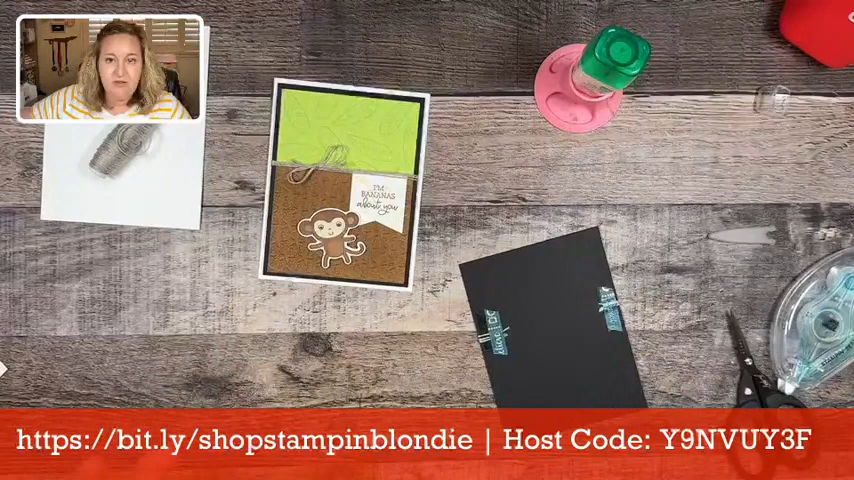 I'M
BANANAS
about you
https://bit.ly/shopstampinblondie | Host Code: Y9NVUY3F